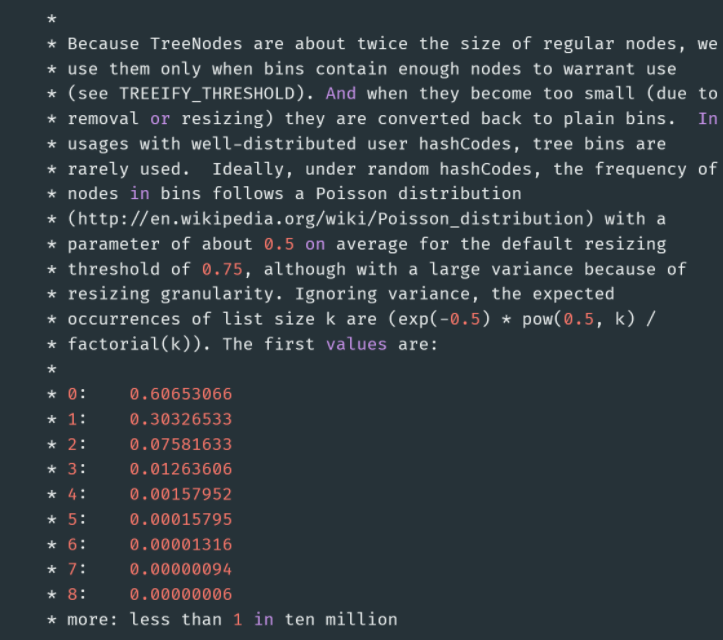 *
* Because TreeNodes are about twice the size of regular nodes, we
* use them only when bins contain enough nodes to warrant use
* (see TREEIFY_THRESHOLD). And when they become too small (due to
* removal or resizing) they are converted back to plain bins.  In
* usages with well-distributed user hashCodes, tree bins are
* rarely used.  Ideally, under random hashCodes, the frequency of
* nodes in bins follows a Poisson distribution
* (http://en.wikipedia.org/wiki/Poisson_distribution) with a
* parameter of about 0.5 on average for the default resizing
* threshold of 0.75, although with a large variance because of
* resizing granularity. Ignoring variance, the expected
* occurrences of list size k are (exp(-0.5) * pow(0.5, k) /
* factorial(k)). The first values are:
*
* 0:    0.60653066
* 1:    0.30326533
* 2:    0.07581633
* 3:    0.01263606
* 4:    0.00157952
* 5:    0.00015795
* 6:    0.00001316
* 7:    0.00000094
* 8:    0.00000006
* more: less than 1 in ten million